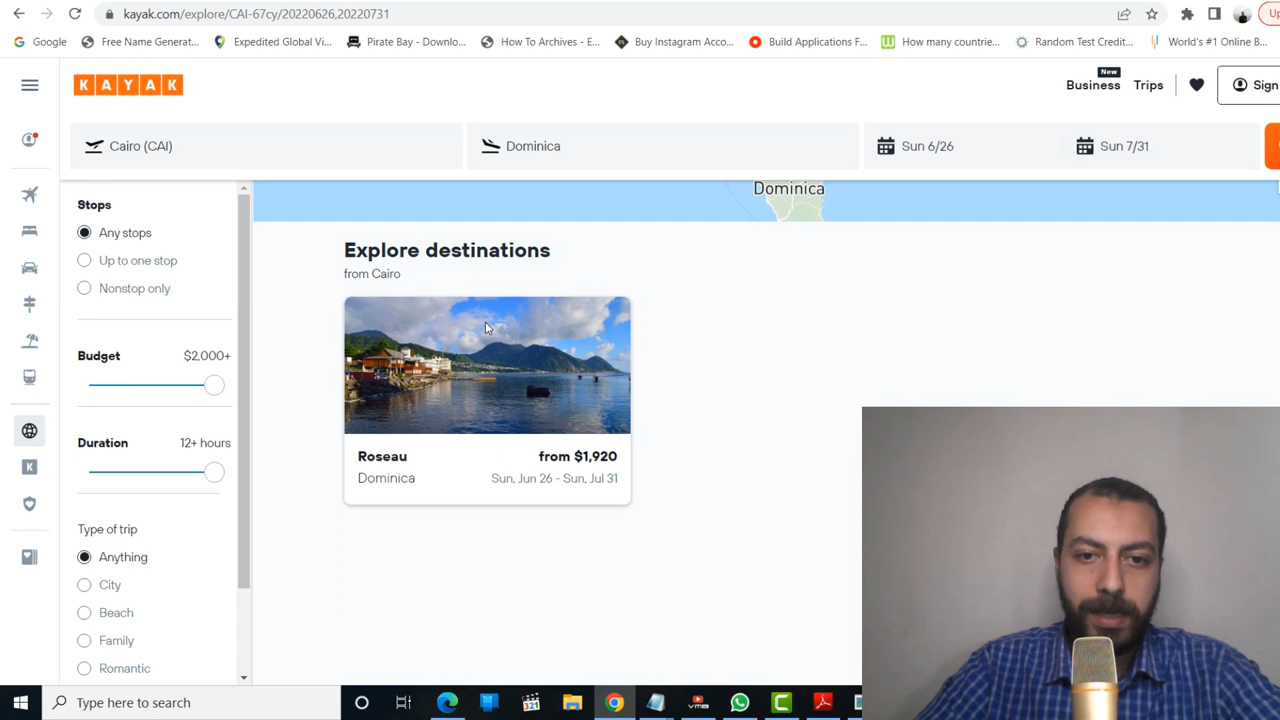 kayak.com/explore/CAI-67cy/20220626,20220731
Google
Free Name Generat...
Expedited Global Vi...
Pirate Bay - Downlo...
How To Archives - E...
Buy Instagram Acco...
Build Applications F...
How many countrie...
Random Test Credit...
World's #1 Online B...
KAYAK
New
Business
Trips
Sign
Cairo (CAI)
Dominica
Sun 6/26
Sun 7/31
Stops
Any stops
Up to one stop
Nonstop only
Budget
$2,000+
Duration
12+ hours
Type of trip
Anything
City
Beach
Family
Romantic
Dominica
Explore destinations
from Cairo
Roseau
from $1,920
Dominica
Sun, Jun 26 - Sun, Jul 31
Type here to search